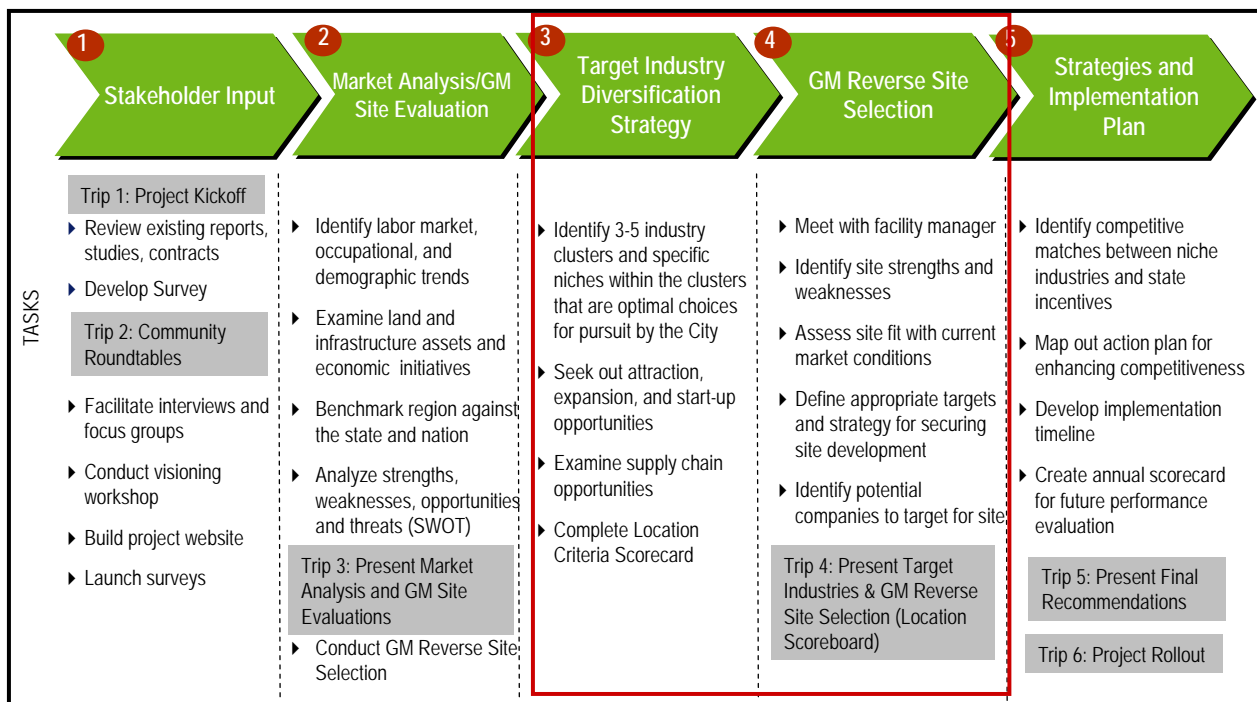 1
Stakeholder Input
2
Market Analysis/GM
Site Evaluation
3
Target Industry
Diversification
Strategy
4
GM Reverse Site
Selection
5
Strategies and
Implementation
Plan
TASKS
Trip 1: Project Kickoff
Review existing reports,
studies, contracts
Develop Survey
Trip 2: Community
Roundtables
Facilitate interviews and
focus groups
Conduct visioning
workshop
Build project website
Launch surveys
Identify labor market,
occupational, and
demographic trends
Examine land and
infrastructure assets and
economic initiatives
Benchmark region against
the state and nation
Analyze strengths,
weaknesses, opportunities
and threats (SWOT)
Trip 3: Present Market
Analysis and GM Site
Evaluations
Conduct GM Reverse Site
Selection
Identify 3-5 industry
clusters and specific
niches within the clusters
that are optimal choices
for pursuit by the City
Seek out attraction,
expansion, and start-up
opportunities
Examine supply chain
opportunities
Complete Location
Criteria Scorecard
Meet with facility manager
Identify site strengths and
weaknesses
Assess site fit with current
market conditions
Define appropriate targets
and strategy for securing
site development
Identify potential
companies to target for site
Trip 4: Present Target
Industries & GM Reverse
Site Selection (Location
Scoreboard)
Identify competitive
matches between niche
industries and state
incentives
Map out action plan for
enhancing competitiveness
Develop implementation
timeline
Create annual scorecard
for future performance
evaluation
Trip 5: Present Final
Recommendations
Trip 6: Project Rollout